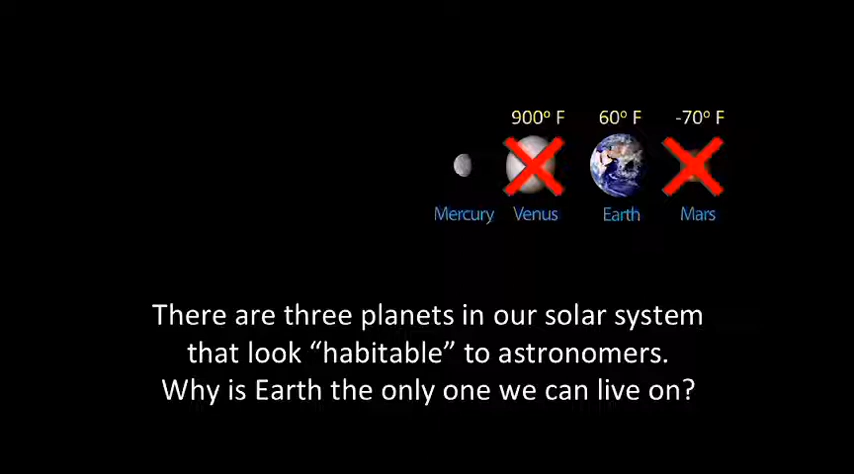 900º F 60º F -70º F
Mercury Venus Earth Mars
There are three planets in our solar system
that look “habitable” to astronomers.
Why is Earth the only one we can live on?